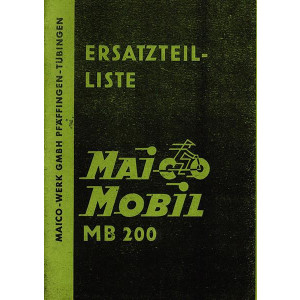 MAICO-WERK GMBH PFÄFFINGEN-TÜBINGEN
ERSATZTEIL-
LISTE
MAICO
MOBIL
MB 200